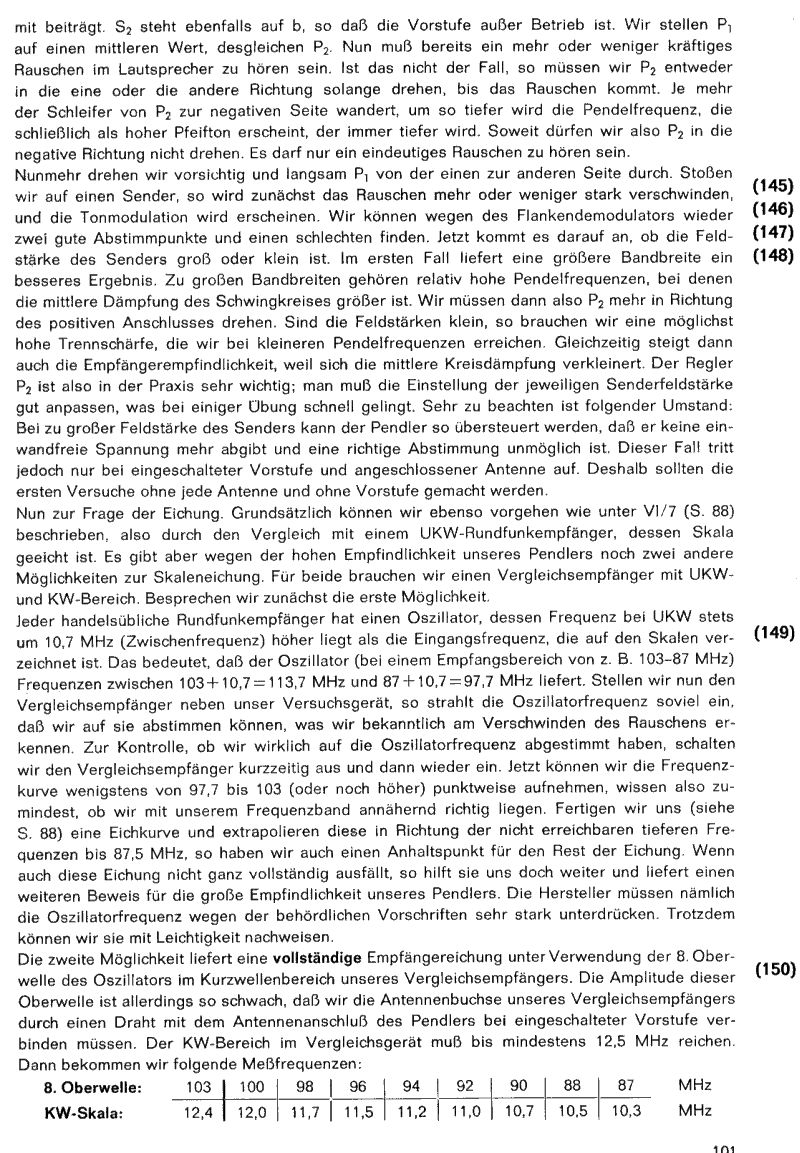 mit beiträgt. S₂ steht ebenfalls auf b, so daß die Vorstufe außer Betrieb ist. Wir stellen P₁
auf einen mittleren Wert, desgleichen P₂. Nun muß bereits ein mehr oder weniger kräftiges
Rauschen im Lautsprecher zu hören sein. Ist das nicht der Fall, so müssen wir P₂ entweder
in die eine oder die andere Richtung solange drehen, bis das Rauschen kommt. Je mehr
der Schleifer von P₂ zur negativen Seite wandert, um so tiefer wird die Pendelfrequenz, die
schließlich als hoher Pfeifton erscheint, der immer tiefer wird. Soweit dürfen wir also P₂ in die
negative Richtung nicht drehen. Es darf nur ein eindeutiges Rauschen zu hören sein.
Nunmehr drehen wir vorsichtig und langsam P₁ von der einen zur anderen Seite durch. Stoßen (145)
wir auf einen Sender, so wird zunächst das Rauschen mehr oder weniger stark verschwinden,
und die Tonmodulation wird erscheinen. Wir können wegen des Flankendemodulators wieder (146)
zwei gute Abstimmpunkte und einen schlechten finden. Jetzt kommt es darauf an, ob die Feld- (147)
stärke des Senders groß oder klein ist. Im ersten Fall liefert eine größere Bandbreite ein (148)
besseres Ergebnis. Zu großen Bandbreiten gehören relativ hohe Pendelfrequenzen, bei denen
die mittlere Dämpfung des Schwingkreises größer ist. Wir müssen dann also P₂ mehr in Richtung
des positiven Anschlusses drehen. Sind die Feldstärken klein, so brauchen wir eine möglichst
hohe Trennschärfe, die wir bei kleineren Pendelfrequenzen erreichen. Gleichzeitig steigt dann
auch die Empfängerempfindlichkeit, weil sich die mittlere Kreisdämpfung verkleinert. Der Regler
P₂ ist also in der Praxis sehr wichtig; man muß die Einstellung der jeweiligen Senderfeldstärke
gut anpassen, was bei einiger Übung schnell gelingt. Sehr zu beachten ist folgender Umstand:
Bei zu großer Feldstärke des Senders kann der Pendler so übersteuert werden, daß er keine ein-
wandfreie Spannung mehr abgibt und eine richtige Abstimmung unmöglich ist. Dieser Fall tritt
jedoch nur bei eingeschalteter Vorstufe und angeschlossener Antenne auf. Deshalb sollten die
ersten Versuche ohne jede Antenne und ohne Vorstufe gemacht werden.
Nun zur Frage der Eichung. Grundsätzlich können wir ebenso vorgehen wie unter VI/7 (S. 88)
beschrieben, also durch den Vergleich mit einem UKW-Rundfunkempfänger, dessen Skala
geeicht ist. Es gibt aber wegen der hohen Empfindlichkeit unseres Pendlers noch zwei andere
Möglichkeiten zur Skaleneichung. Für beide brauchen wir einen Vergleichsempfänger mit UKW-
und KW-Bereich. Besprechen wir zunächst die erste Möglichkeit.
Jeder handelsübliche Rundfunkempfänger hat einen Oszillator, dessen Frequenz bei UKW stets
um 10,7 MHz (Zwischenfrequenz) höher liegt als die Eingangsfrequenz, die auf den Skalen ver- (149)
zeichnet ist. Das bedeutet, daß der Oszillator (bei einem Empfangsbereich von z. B. 103–87 MHz)
Frequenzen zwischen 103+10,7=113,7 MHz und 87+10,7=97,7 MHz liefert. Stellen wir nun den
Vergleichsempfänger neben unser Versuchsgerät, so strahlt die Oszillatorfrequenz soviel ein,
daß wir auf sie abstimmen können, was wir bekanntlich am Verschwinden des Rauschens er-
kennen. Zur Kontrolle, ob wir wirklich auf die Oszillatorfrequenz abgestimmt haben, schalten
wir den Vergleichsempfänger kurzzeitig aus und dann wieder ein. Jetzt können wir die Frequenz-
kurve wenigstens von 97,7 bis 103 (oder noch höher) punktweise aufnehmen, wissen also zu-
mindest, ob wir mit unserem Frequenzband annähernd richtig liegen. Fertigen wir uns (siehe
S. 88) eine Eichkurve und extrapolieren diese in Richtung der nicht erreichbaren tieferen Fre-
quenzen bis 87,5 MHz, so haben wir auch einen Anhaltspunkt für den Rest der Eichung. Wenn
auch diese Eichung nicht ganz vollständig ausfällt, so hilft sie uns doch weiter und liefert einen
weiteren Beweis für die große Empfindlichkeit unseres Pendlers. Die Hersteller müssen nämlich
die Oszillatorfrequenz wegen der behördlichen Vorschriften sehr stark unterdrücken. Trotzdem
können wir sie mit Leichtigkeit nachweisen.
Die zweite Möglichkeit liefert eine vollständige Empfängereichung unter Verwendung der 8. Ober-
welle des Oszillators im Kurzwellenbereich unseres Vergleichsempfängers. Die Amplitude dieser (150)
Oberwelle ist allerdings so schwach, daß wir die Antennenbuchse unseres Vergleichsempfängers
durch einen Draht mit dem Antennenanschluß des Pendlers bei eingeschalteter Vorstufe ver-
binden müssen. Der KW-Bereich im Vergleichsgerät muß bis mindestens 12,5 MHz reichen.
Dann bekommen wir folgende Meßfrequenzen:
8. Oberwelle: 103 100 98 96 94 92 90 88 87 MHz
KW-Skala: 12,4 12,0 11,7 11,5 11,2 11,0 10,7 10,5 10,3 MHz
101